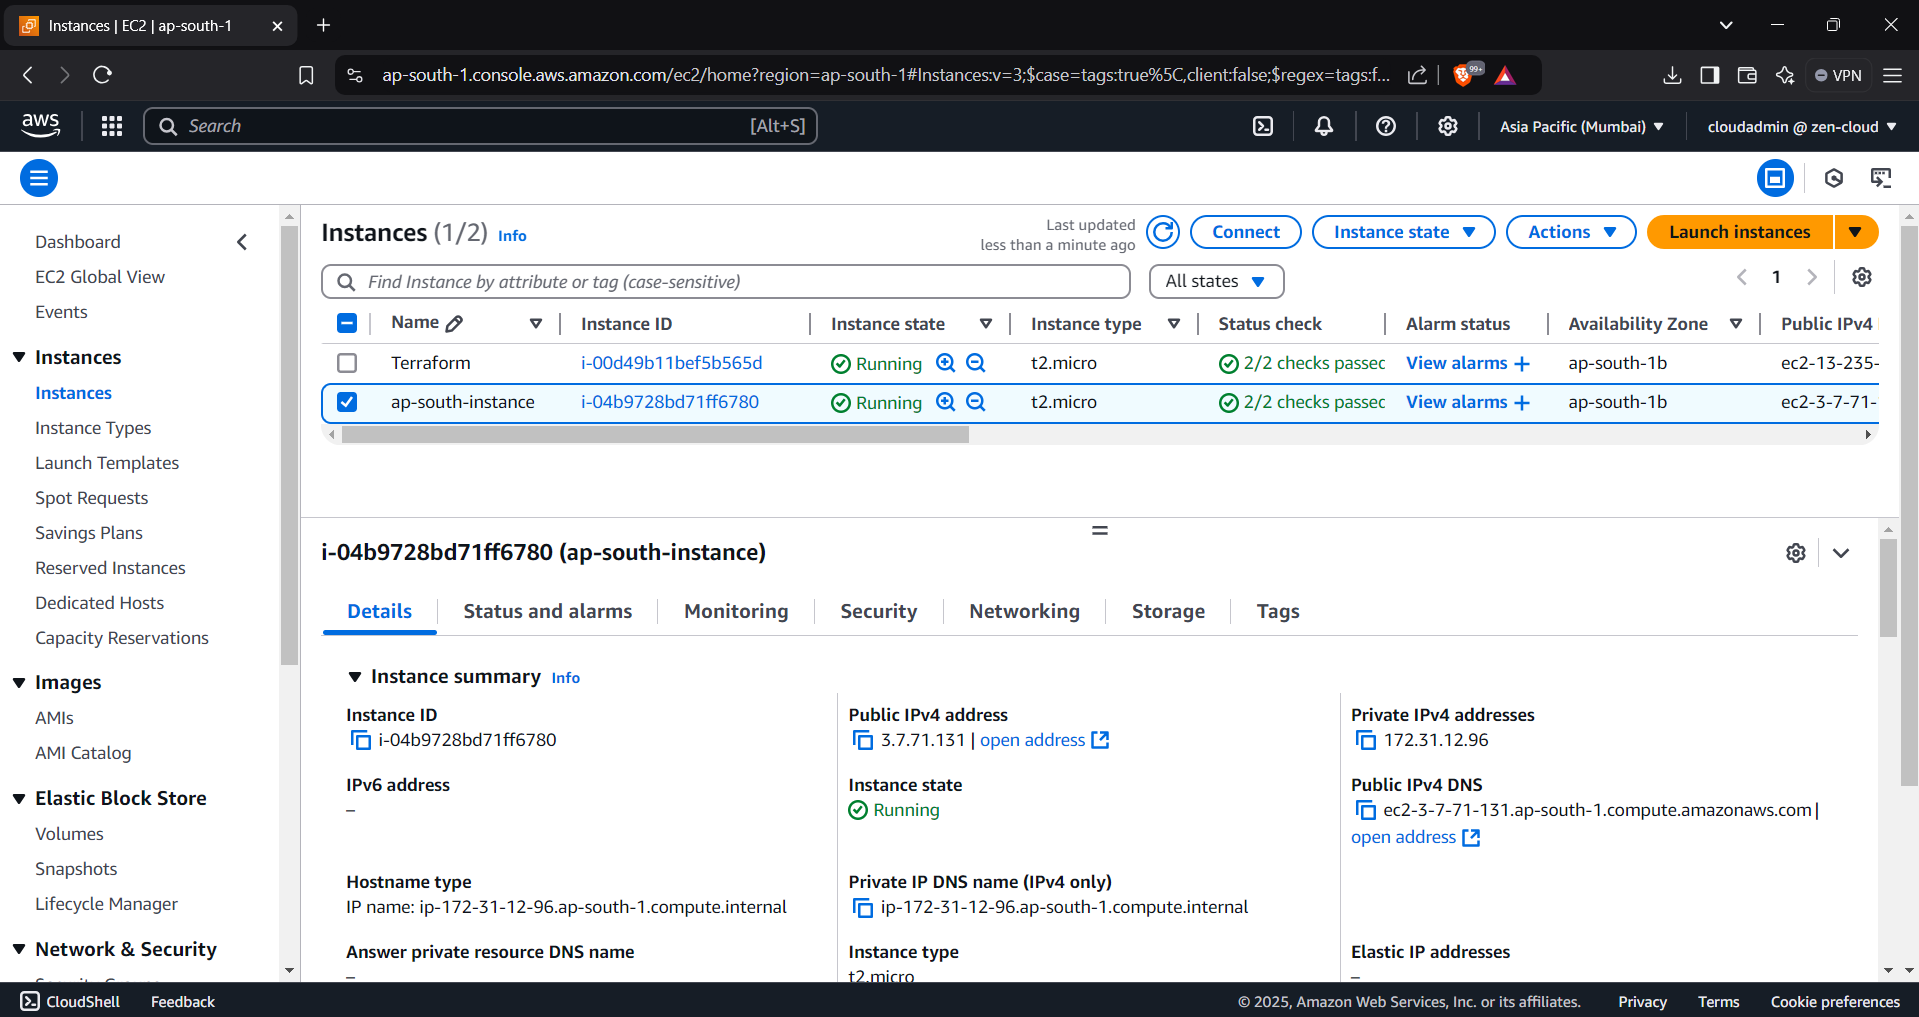 Instances | EC2 | ap-south-1
ap-south-1.console.aws.amazon.com/ec2/home?region=ap-south-1#Instances:v=3;$case=tags:true%5C,client:false;$regex=tags:f...
99+
VPN
aws
Search
[Alt+S]
Asia Pacific (Mumbai)
cloudadmin @ zen-cloud
Dashboard
EC2 Global View
Events
Instances
Instances
Instance Types
Launch Templates
Spot Requests
Savings Plans
Reserved Instances
Dedicated Hosts
Capacity Reservations
Images
AMIs
AMI Catalog
Elastic Block Store
Volumes
Snapshots
Lifecycle Manager
Network & Security
Instances (1/2) Info
Last updated
less than a minute ago
Connect
Instance state
Actions
Launch instances
Find Instance by attribute or tag (case-sensitive)
All states
1
Name Instance ID Instance state Instance type Status check Alarm status Availability Zone Public IPv4
Terraform i-00d49b11bef5b565d Running t2.micro 2/2 checks passed View alarms + ap-south-1b ec2-13-235-
ap-south-instance i-04b9728bd71ff6780 Running t2.micro 2/2 checks passed View alarms + ap-south-1b ec2-3-7-71-
i-04b9728bd71ff6780 (ap-south-instance)
Details Status and alarms Monitoring Security Networking Storage Tags
Instance summary Info
Instance ID
i-04b9728bd71ff6780
Public IPv4 address
3.7.71.131 | open address
Private IPv4 addresses
172.31.12.96
IPv6 address
–
Instance state
Running
Public IPv4 DNS
ec2-3-7-71-131.ap-south-1.compute.amazonaws.com |
open address
Hostname type
IP name: ip-172-31-12-96.ap-south-1.compute.internal
Private IP DNS name (IPv4 only)
ip-172-31-12-96.ap-south-1.compute.internal
Answer private resource DNS name
–
Instance type
t2.micro
Elastic IP addresses
–
CloudShell
Feedback
© 2025, Amazon Web Services, Inc. or its affiliates.
Privacy
Terms
Cookie preferences